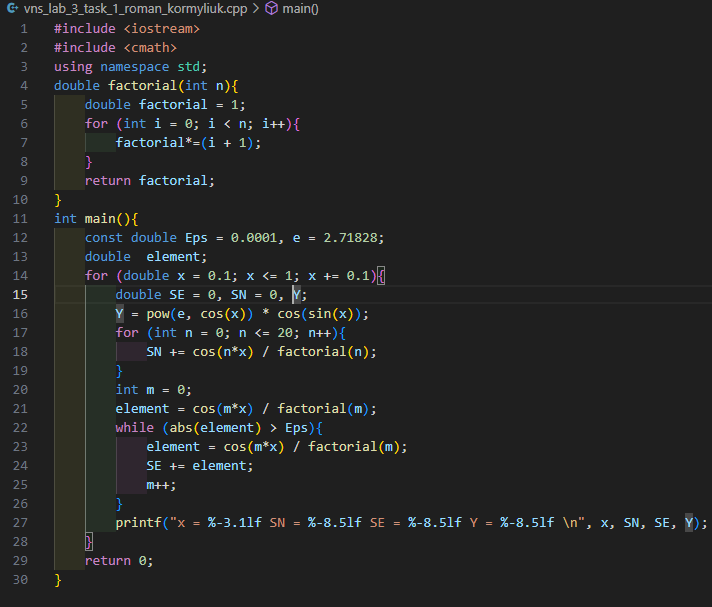 vns_lab_3_task_1_roman_kormyliuk.cpp > main()
1 #include <iostream>
2 #include <cmath>
3 using namespace std;
4 double factorial(int n){
5     double factorial = 1;
6     for (int i = 0; i < n; i++){
7         factorial*=(i + 1);
8     }
9     return factorial;
10 }
11 int main(){
12     const double Eps = 0.0001, e = 2.71828;
13     double  element;
14     for (double x = 0.1; x <= 1; x += 0.1){
15         double SE = 0, SN = 0, Y;
16         Y = pow(e, cos(x)) * cos(sin(x));
17         for (int n = 0; n <= 20; n++){
18             SN += cos(n*x) / factorial(n);
19         }
20         int m = 0;
21         element = cos(m*x) / factorial(m);
22         while (abs(element) > Eps){
23             element = cos(m*x) / factorial(m);
24             SE += element;
25             m++;
26         }
27         printf("x = %-3.1lf SN = %-8.5lf SE = %-8.5lf Y = %-8.5lf \n", x, SN, SE, Y);
28     }
29     return 0;
30 }